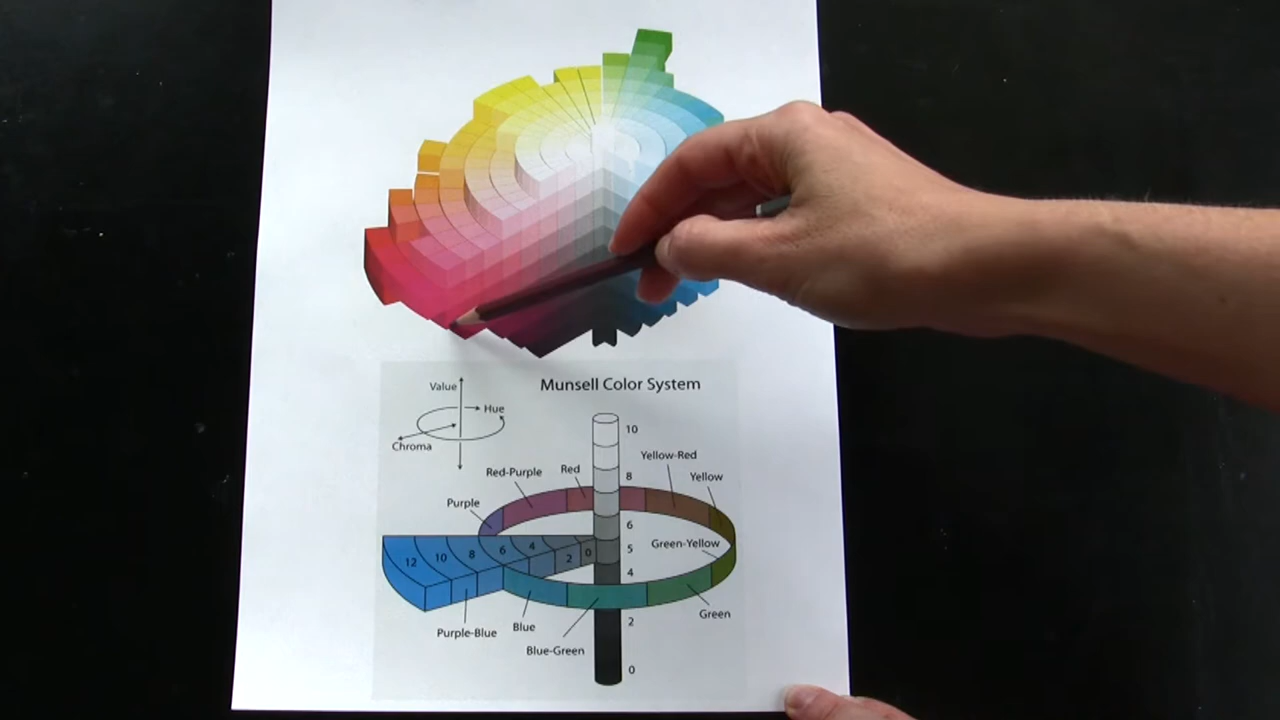 Munsell Color System
Value
Hue
Chroma
10
Yellow-Red
Red
Red-Purple
8
Yellow
Purple
6
Green-Yellow
5
12 10 8 6 4 2 0
4
Green
2
Blue
Purple-Blue
Blue-Green
0